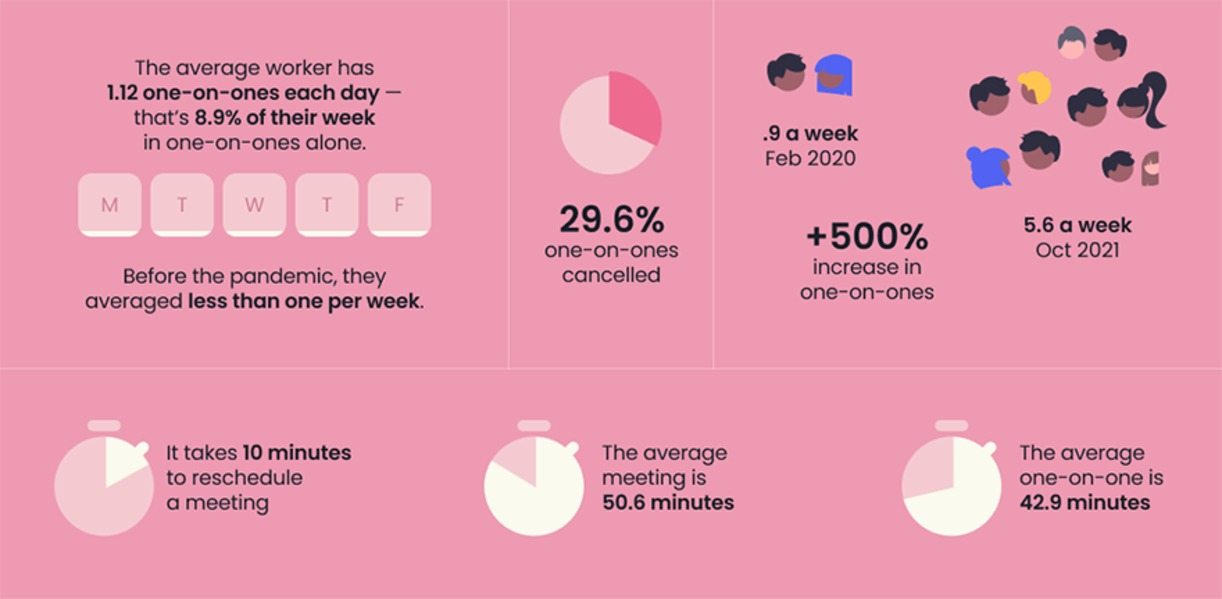 The average worker has
1.12 one-on-ones each day —
that's 8.9% of their week
in one-on-ones alone.
M T W T F
Before the pandemic, they
averaged less than one per week.
29.6%
one-on-ones
cancelled
.9 a week
Feb 2020
+500%
increase in
one-on-ones
5.6 a week
Oct 2021
It takes 10 minutes
to reschedule
a meeting
The average
meeting is
50.6 minutes
The average
one-on-one is
42.9 minutes